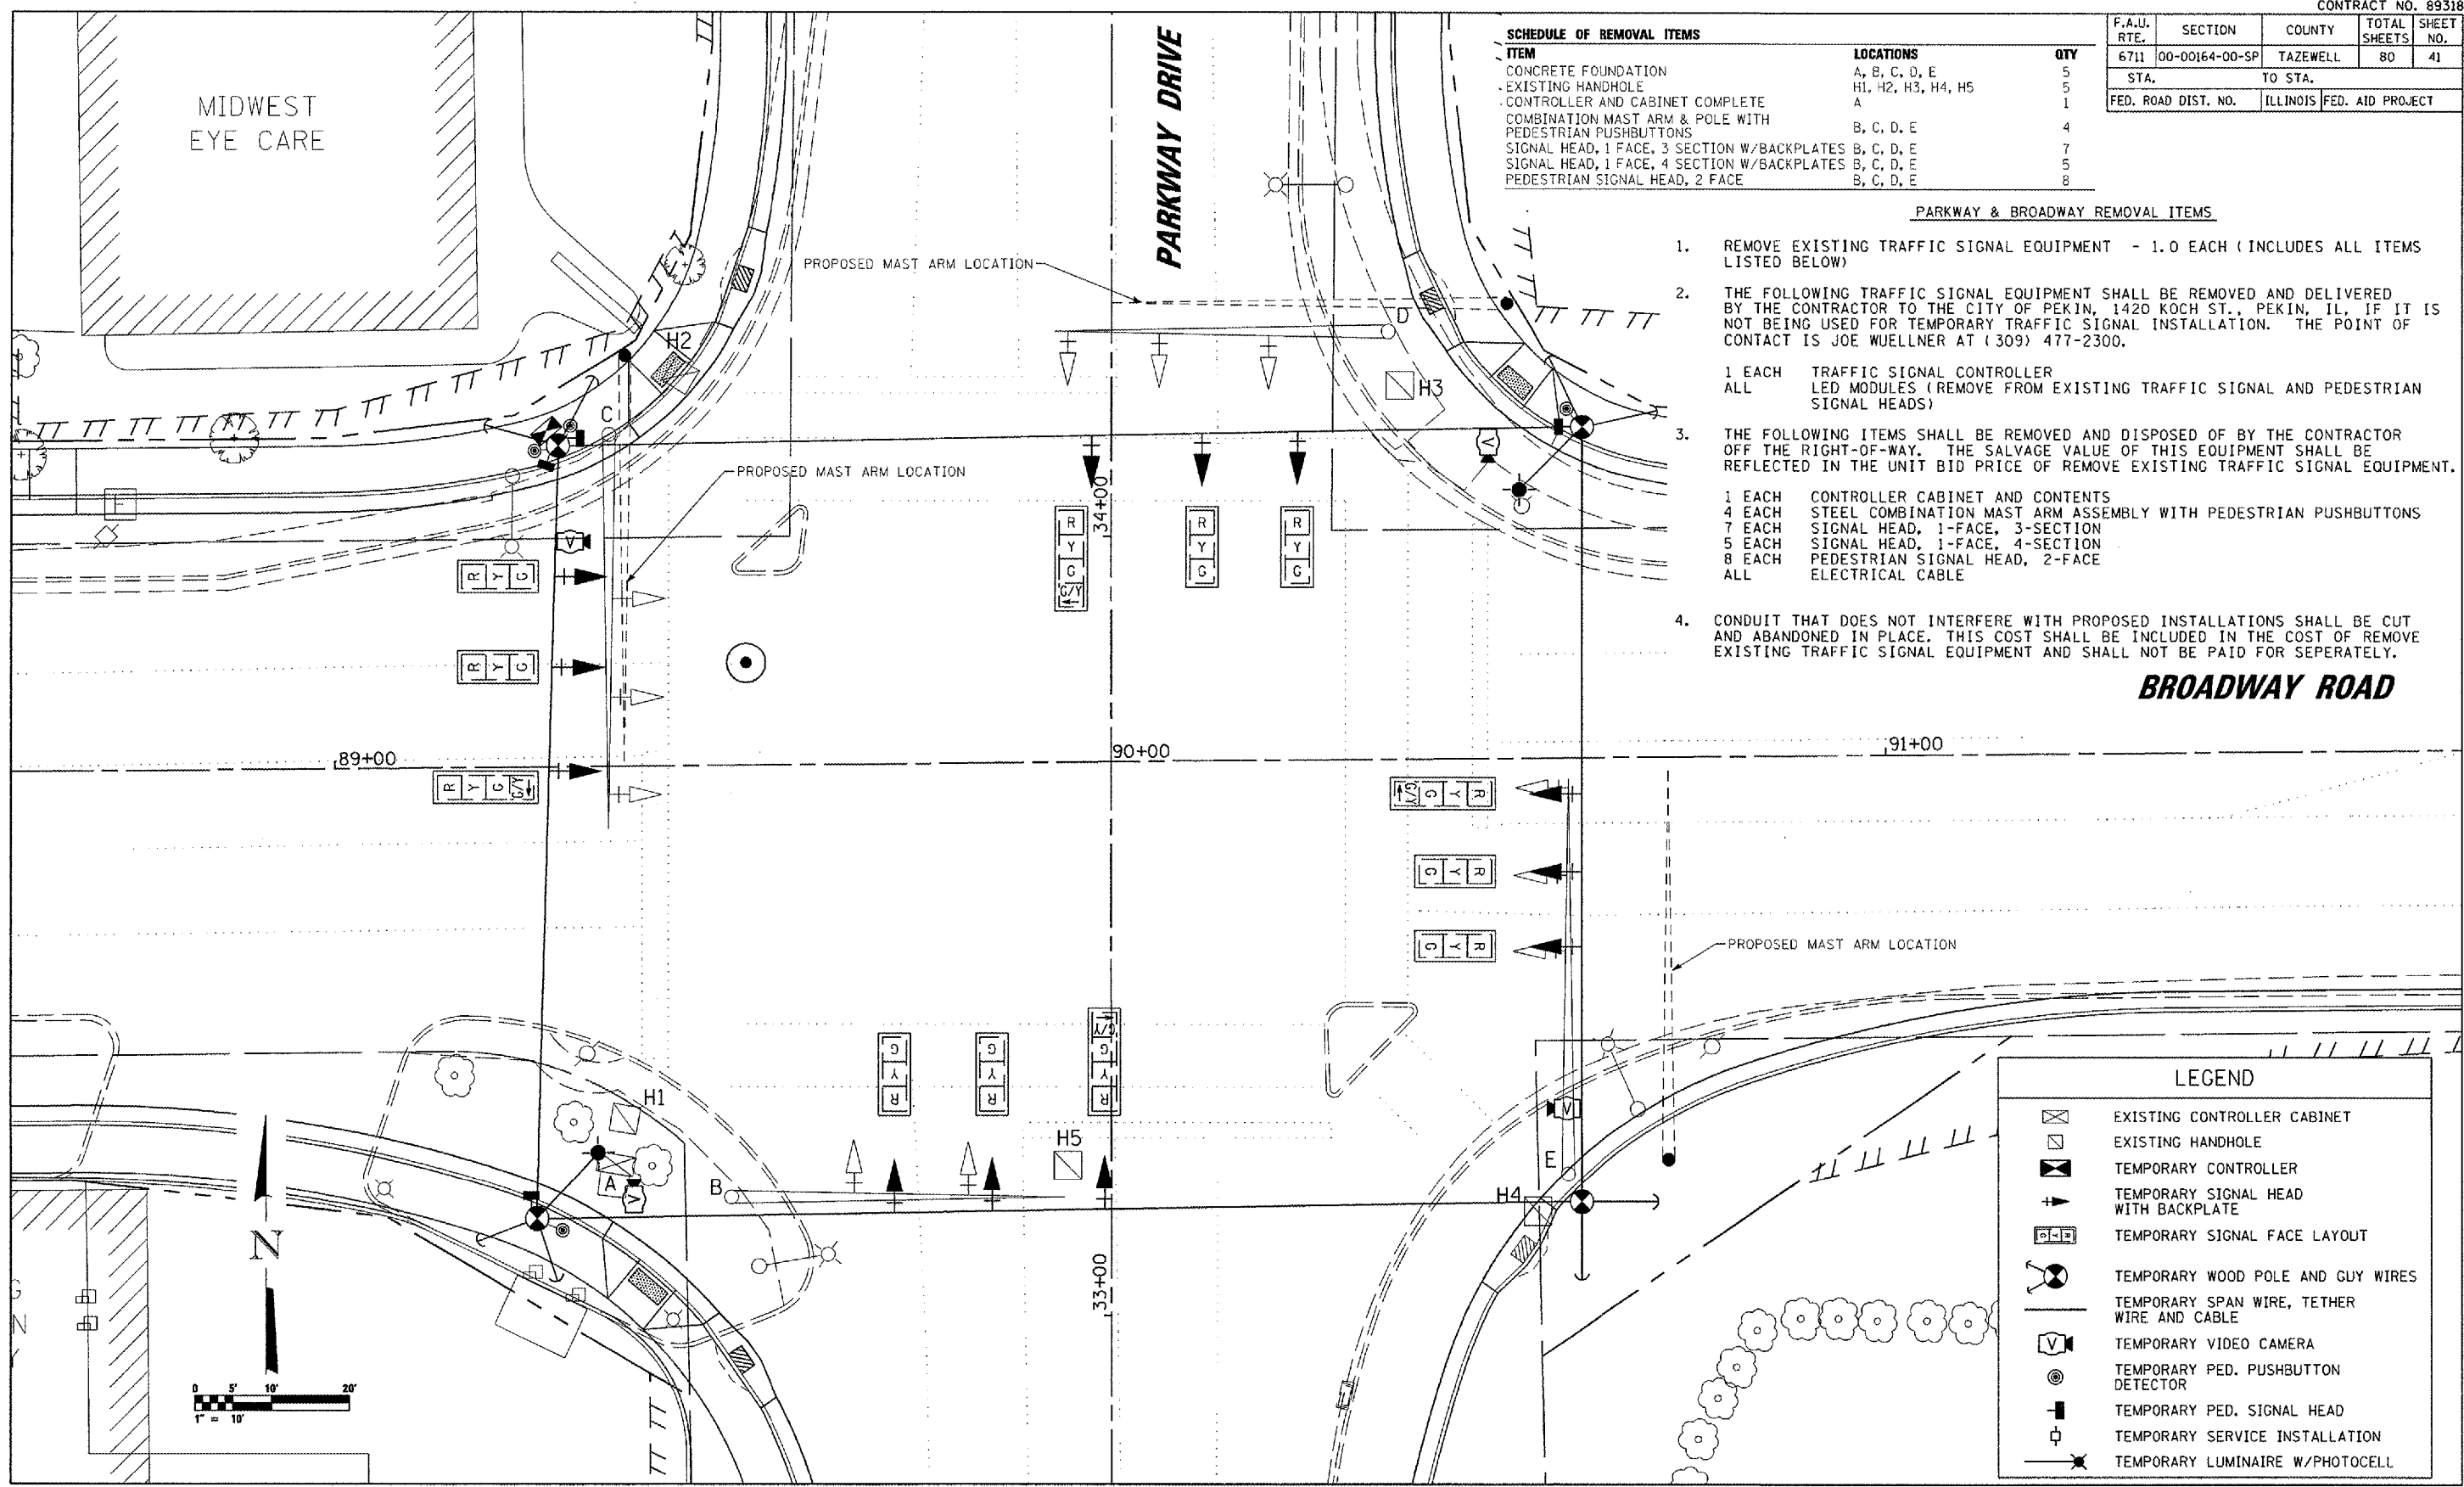 CONTRACT NO. 89318
F.A.U. RTE. SECTION COUNTY TOTAL SHEETS SHEET NO.
6711 00-00164-00-SP TAZEWELL 80 41
STA. TO STA.
FED. ROAD DIST. NO. ILLINOIS FED. AID PROJECT
SCHEDULE OF REMOVAL ITEMS
ITEM LOCATIONS QTY
CONCRETE FOUNDATION A, B, C, D, E 5
EXISTING HANDHOLE H1, H2, H3, H4, H5 5
CONTROLLER AND CABINET COMPLETE A 1
COMBINATION MAST ARM & POLE WITH
PEDESTRIAN PUSHBUTTONS B, C, D, E 4
SIGNAL HEAD, 1 FACE, 3 SECTION W/BACKPLATES B, C, D, E 7
SIGNAL HEAD, 1 FACE, 4 SECTION W/BACKPLATES B, C, D, E 5
PEDESTRIAN SIGNAL HEAD, 2 FACE B, C, D, E 8
PARKWAY & BROADWAY REMOVAL ITEMS
1. REMOVE EXISTING TRAFFIC SIGNAL EQUIPMENT - 1.0 EACH (INCLUDES ALL ITEMS
LISTED BELOW)
2. THE FOLLOWING TRAFFIC SIGNAL EQUIPMENT SHALL BE REMOVED AND DELIVERED
BY THE CONTRACTOR TO THE CITY OF PEKIN, 1420 KOCH ST., PEKIN, IL, IF IT IS
NOT BEING USED FOR TEMPORARY TRAFFIC SIGNAL INSTALLATION. THE POINT OF
CONTACT IS JOE WUELLNER AT (309) 477-2300.
1 EACH TRAFFIC SIGNAL CONTROLLER
ALL LED MODULES (REMOVE FROM EXISTING TRAFFIC SIGNAL AND PEDESTRIAN
SIGNAL HEADS)
3. THE FOLLOWING ITEMS SHALL BE REMOVED AND DISPOSED OF BY THE CONTRACTOR
OFF THE RIGHT-OF-WAY. THE SALVAGE VALUE OF THIS EQUIPMENT SHALL BE
REFLECTED IN THE UNIT BID PRICE OF REMOVE EXISTING TRAFFIC SIGNAL EQUIPMENT.
1 EACH CONTROLLER CABINET AND CONTENTS
4 EACH STEEL COMBINATION MAST ARM ASSEMBLY WITH PEDESTRIAN PUSHBUTTONS
7 EACH SIGNAL HEAD, 1-FACE, 3-SECTION
5 EACH SIGNAL HEAD, 1-FACE, 4-SECTION
8 EACH PEDESTRIAN SIGNAL HEAD, 2-FACE
ALL ELECTRICAL CABLE
4. CONDUIT THAT DOES NOT INTERFERE WITH PROPOSED INSTALLATIONS SHALL BE CUT
AND ABANDONED IN PLACE. THIS COST SHALL BE INCLUDED IN THE COST OF REMOVE
EXISTING TRAFFIC SIGNAL EQUIPMENT AND SHALL NOT BE PAID FOR SEPERATELY.
BROADWAY ROAD
PARKWAY DRIVE
MIDWEST
EYE CARE
PROPOSED MAST ARM LOCATION
H2
D
H3
C
PROPOSED MAST ARM LOCATION
34+00
V
V
R Y G
R Y G G/Y
R Y G
R Y G
R Y G
R Y G G/Y
89+00
90+00
91+00
R Y G G/Y
R Y G
R Y G
PROPOSED MAST ARM LOCATION
R Y G
R Y G
R Y G G/Y
H1
H5
A
V
B
V
E
H4
33+00
N
0 5' 10' 20'
1" = 10'
LEGEND
EXISTING CONTROLLER CABINET
EXISTING HANDHOLE
TEMPORARY CONTROLLER
TEMPORARY SIGNAL HEAD
WITH BACKPLATE
TEMPORARY SIGNAL FACE LAYOUT
TEMPORARY WOOD POLE AND GUY WIRES
TEMPORARY SPAN WIRE, TETHER
WIRE AND CABLE
V TEMPORARY VIDEO CAMERA
TEMPORARY PED. PUSHBUTTON
DETECTOR
TEMPORARY PED. SIGNAL HEAD
TEMPORARY SERVICE INSTALLATION
TEMPORARY LUMINAIRE W/PHOTOCELL